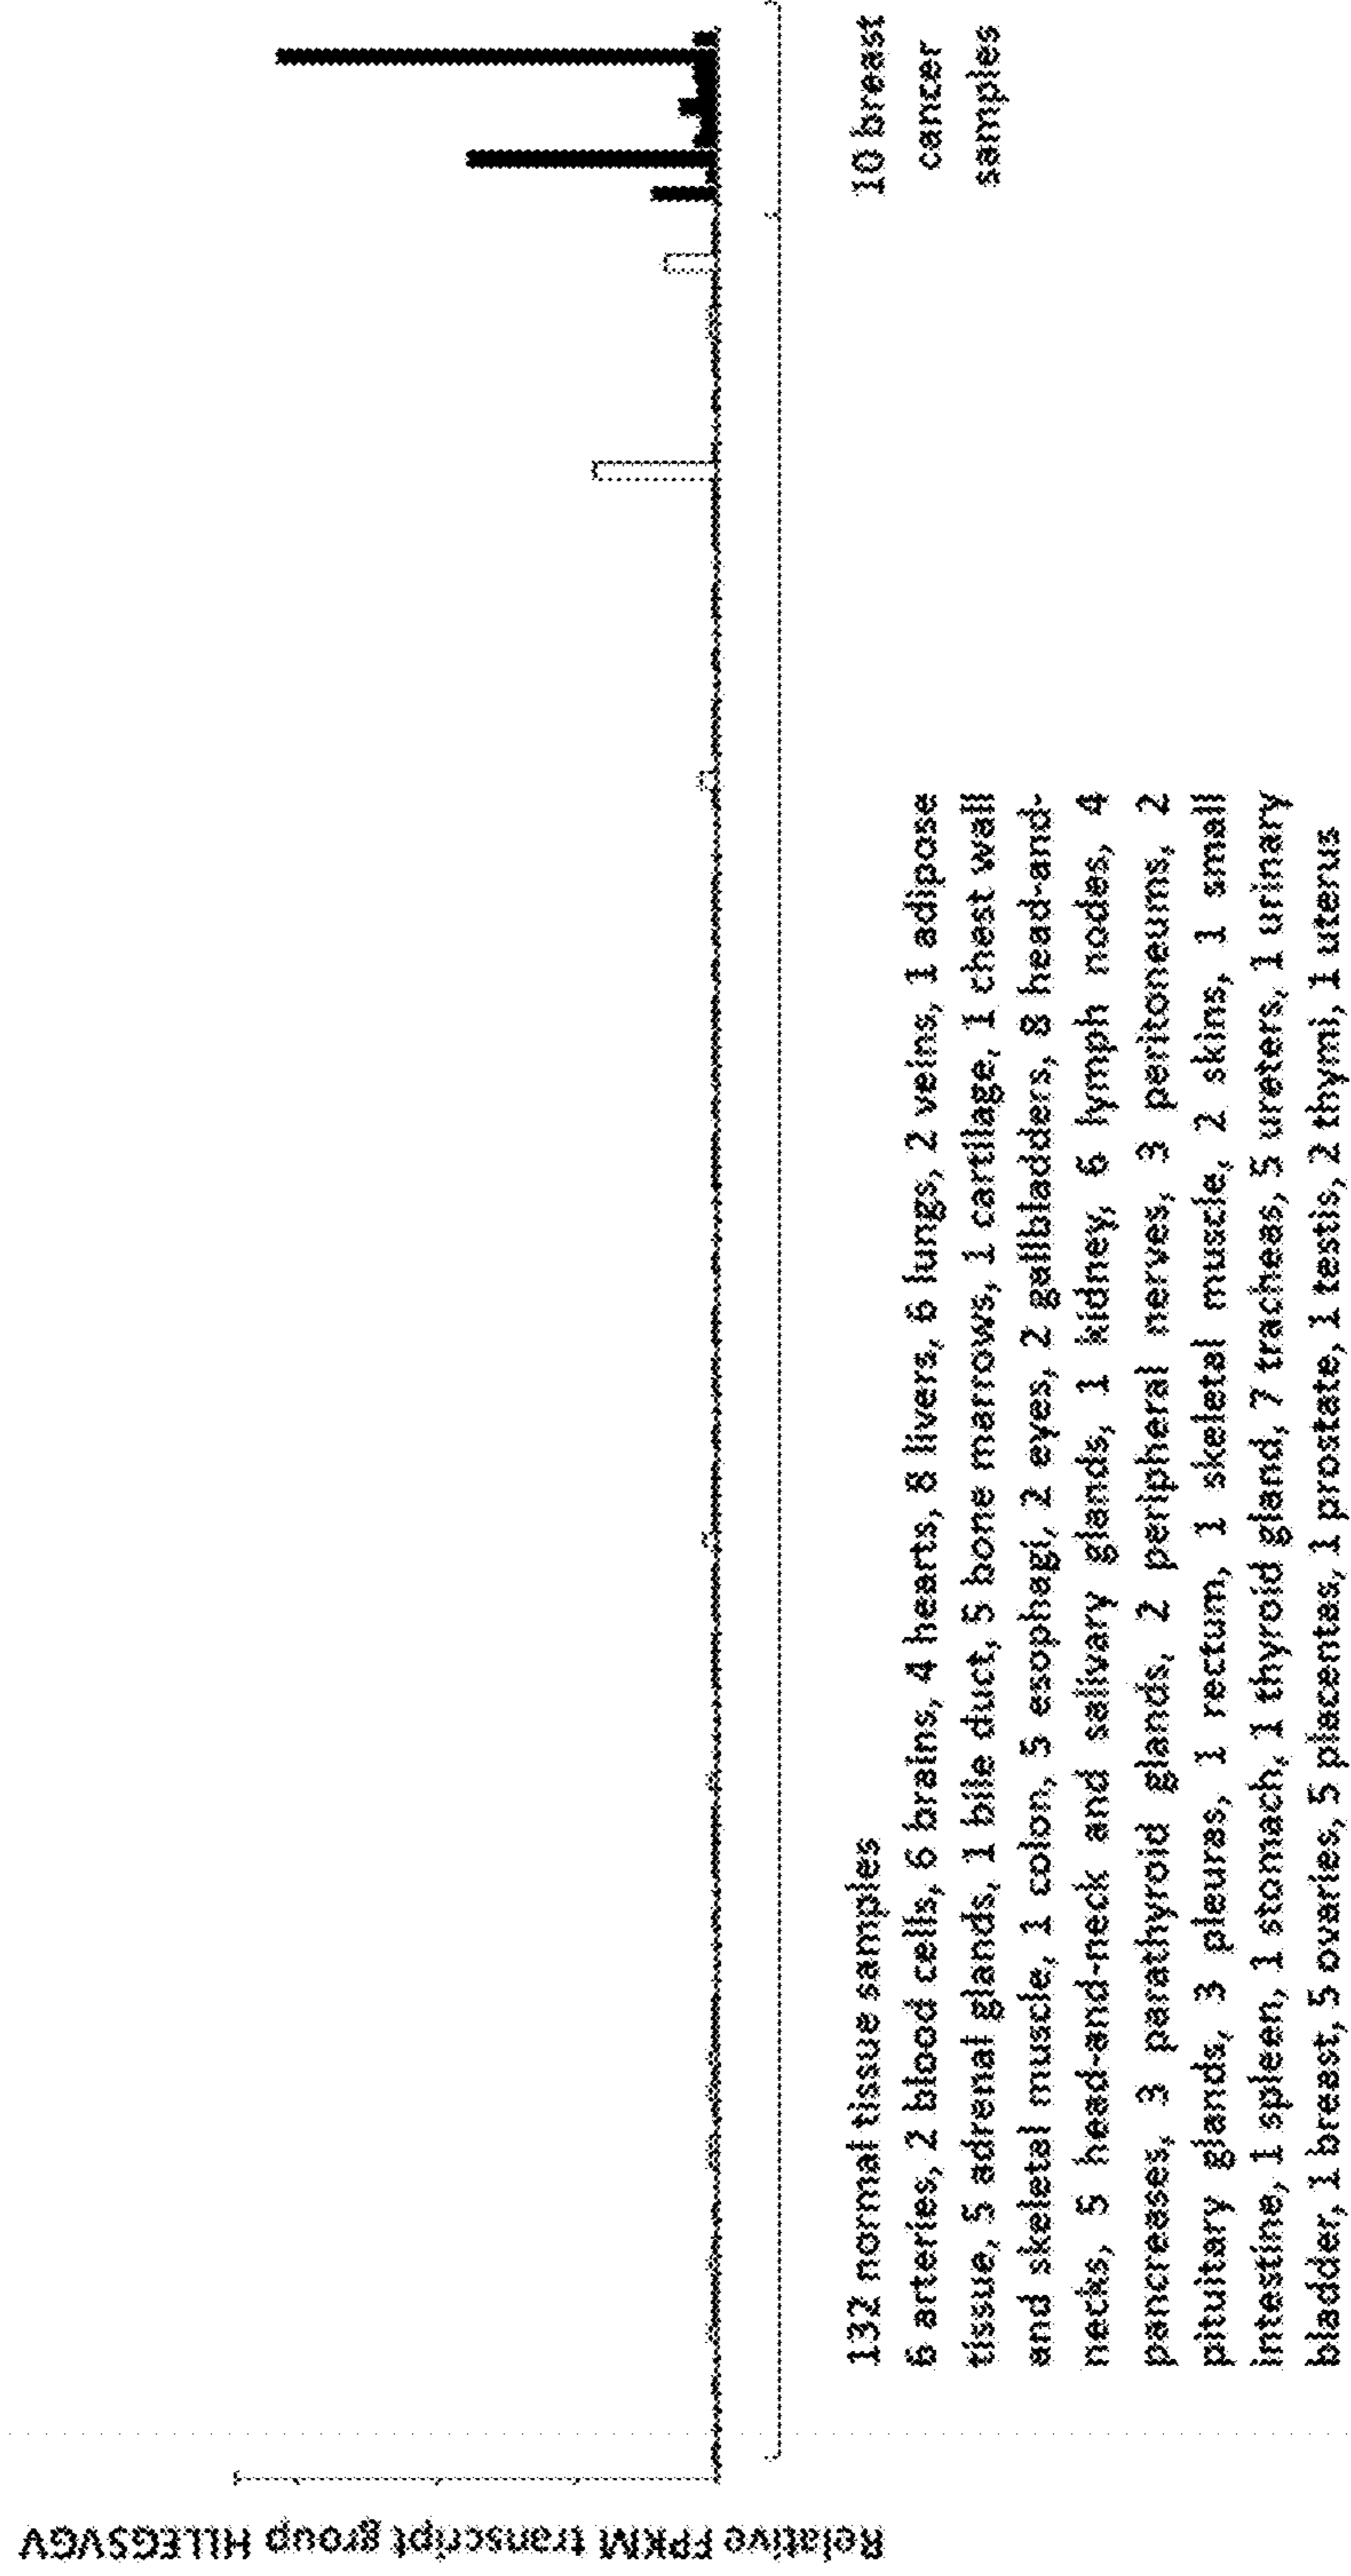 Relative FPKM transcript group HLLEGSVGV
132 normal tissue samples
6 arteries, 2 blood cells, 6 brains, 4 hearts, 8 livers, 6 lungs, 2 veins, 1 adipose
tissue, 5 adrenal glands, 1 bile duct, 5 bone marrows, 1 cartilage, 1 chest wall
and skeletal muscle, 1 colon, 5 esophagi, 2 eyes, 2 gallbladders, 8 head-and-
necks, 5 head-and-neck and salivary glands, 1 kidney, 6 lymph nodes, 4
pancreases, 3 parathyroid glands, 2 peripheral nerves, 3 peritoneums, 2
pituitary glands, 3 pleuras, 1 rectum, 1 skeletal muscle, 2 skins, 1 small
intestine, 1 spleen, 1 stomach, 1 thyroid gland, 7 tracheas, 5 ureters, 1 urinary
bladder, 1 breast, 5 ovaries, 5 placentas, 1 prostate, 1 testis, 2 thymi, 1 uterus
10 breast
cancer
samples